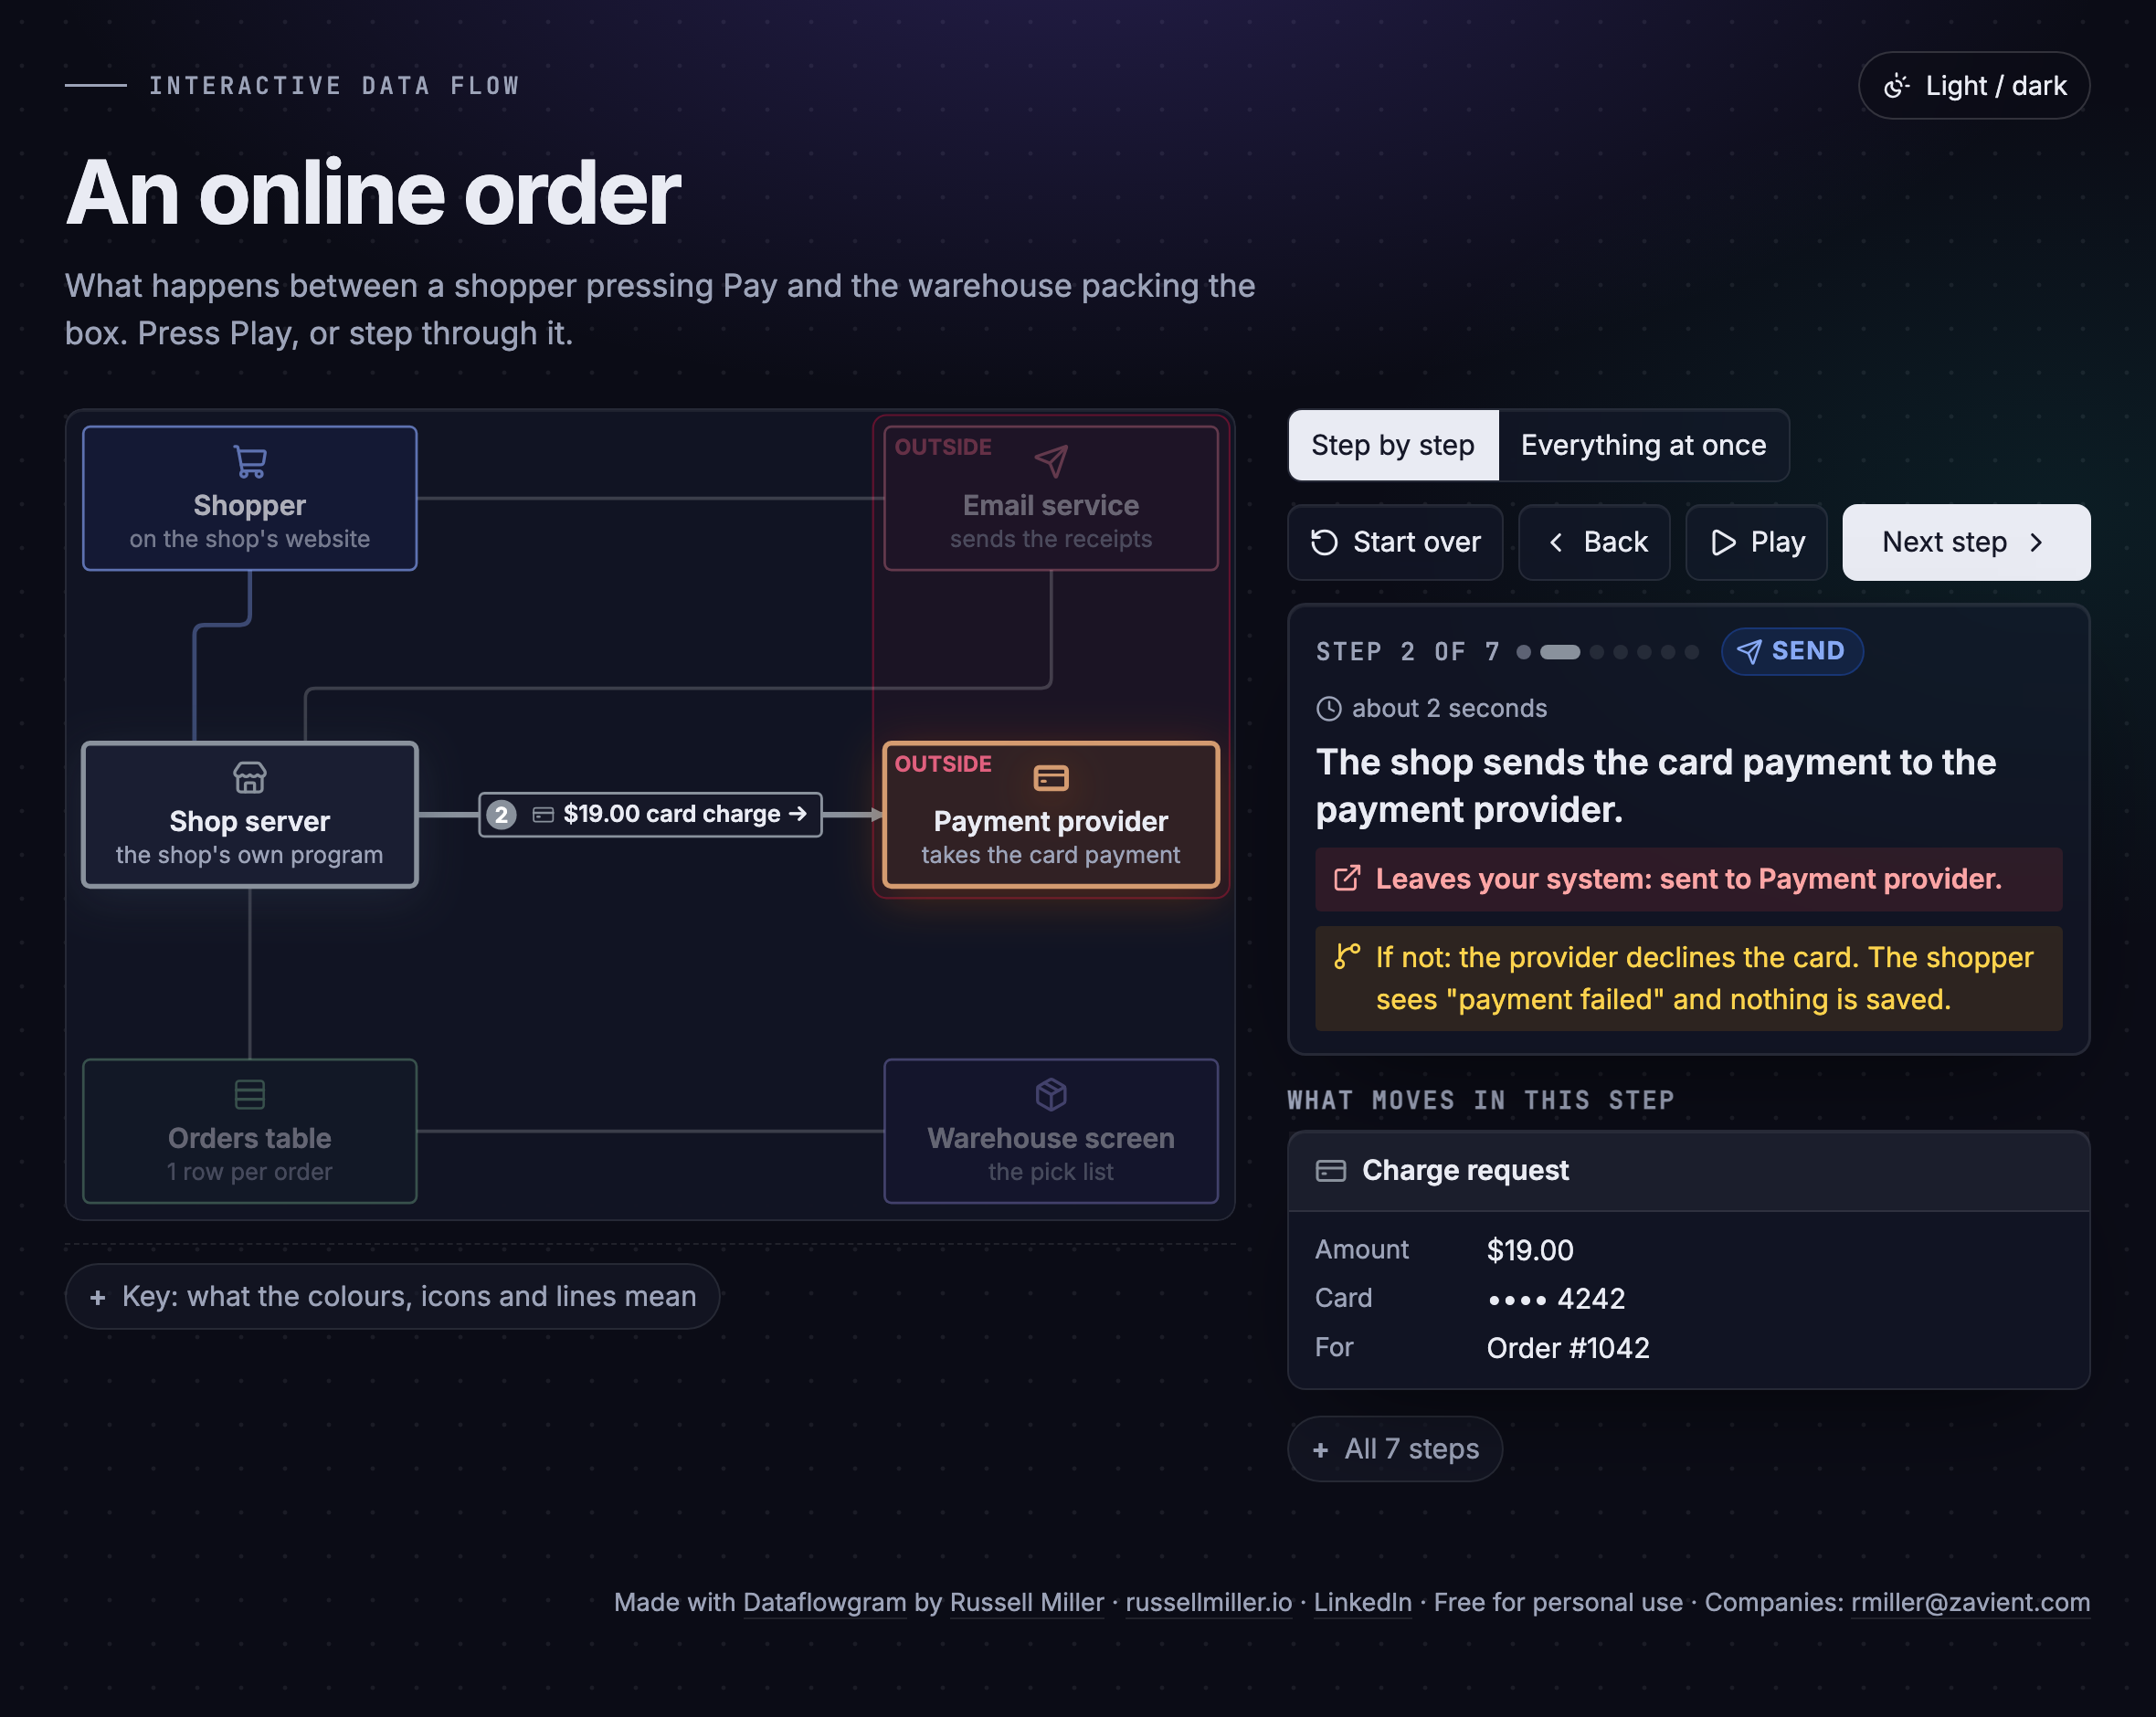 INTERACTIVE DATA FLOW
Light / dark
An online order
What happens between a shopper pressing Pay and the warehouse packing the
box. Press Play, or step through it.
Shopper
on the shop's website
OUTSIDE
Email service
sends the receipts
Shop server
the shop's own program
2 $19.00 card charge →
OUTSIDE
Payment provider
takes the card payment
Orders table
1 row per order
Warehouse screen
the pick list
+ Key: what the colours, icons and lines mean
Step by step
Everything at once
Start over
Back
Play
Next step
STEP 2 OF 7
SEND
about 2 seconds
The shop sends the card payment to the
payment provider.
Leaves your system: sent to Payment provider.
If not: the provider declines the card. The shopper
sees "payment failed" and nothing is saved.
WHAT MOVES IN THIS STEP
Charge request
Amount $19.00
Card •••• 4242
For Order #1042
+ All 7 steps
Made with Dataflowgram by Russell Miller · russellmiller.io · LinkedIn · Free for personal use · Companies: rmiller@zavient.com